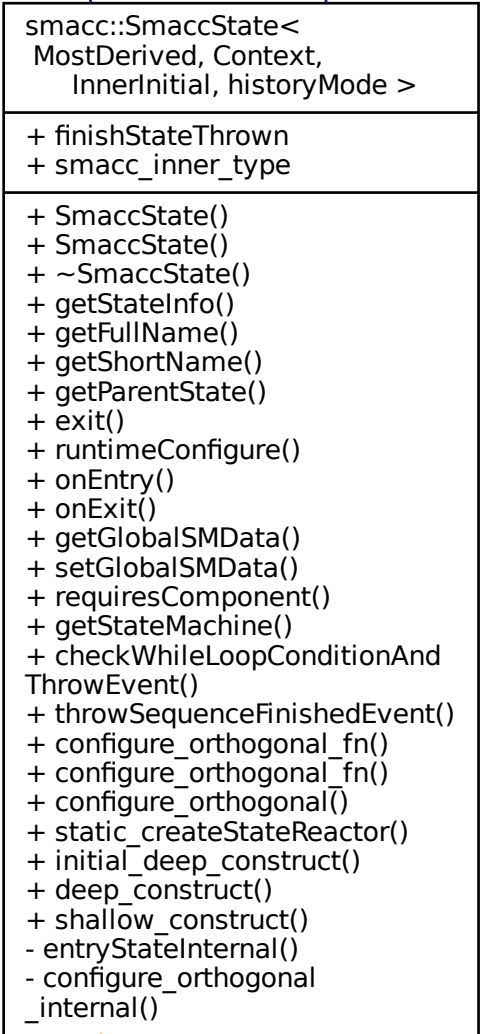 smacc::SmaccState<
MostDerived, Context,
InnerInitial, historyMode >
+ finishStateThrown
+ smacc_inner_type
+ SmaccState()
+ SmaccState()
+ ~SmaccState()
+ getStateInfo()
+ getFullName()
+ getShortName()
+ getParentState()
+ exit()
+ runtimeConfigure()
+ onEntry()
+ onExit()
+ getGlobalSMData()
+ setGlobalSMData()
+ requiresComponent()
+ getStateMachine()
+ checkWhileLoopConditionAnd
ThrowEvent()
+ throwSequenceFinishedEvent()
+ configure_orthogonal_fn()
+ configure_orthogonal_fn()
+ configure_orthogonal()
+ static_createStateReactor()
+ initial_deep_construct()
+ deep_construct()
+ shallow_construct()
- entryStateInternal()
- configure_orthogonal
_internal()